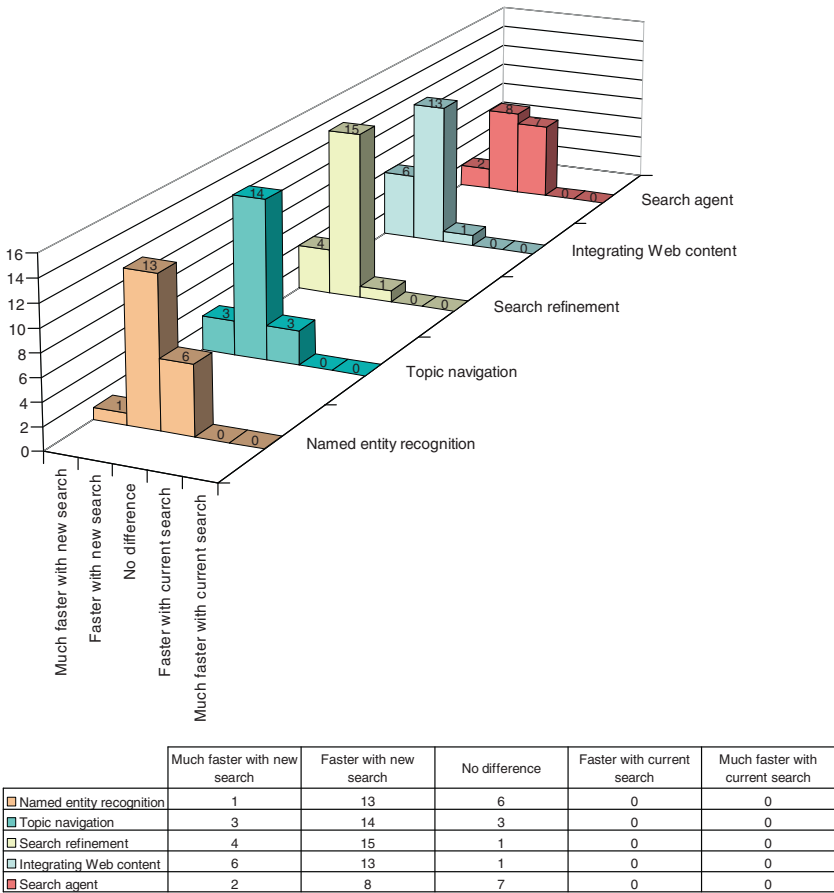 8
7
2
0 0
13
6
1
0 0
15
4
1
0 0
14
3
3
0 0
13
6
1
0 0
16
14
12
10
8
6
4
2
0
Search agent
Integrating Web content
Search refinement
Topic navigation
Named entity recognition
Much faster with new search
Faster with new search
No difference
Faster with current search
Much faster with current search
Much faster with new search Faster with new search No difference Faster with current search Much faster with current search
Named entity recognition 1 13 6 0 0
Topic navigation 3 14 3 0 0
Search refinement 4 15 1 0 0
Integrating Web content 6 13 1 0 0
Search agent 2 8 7 0 0